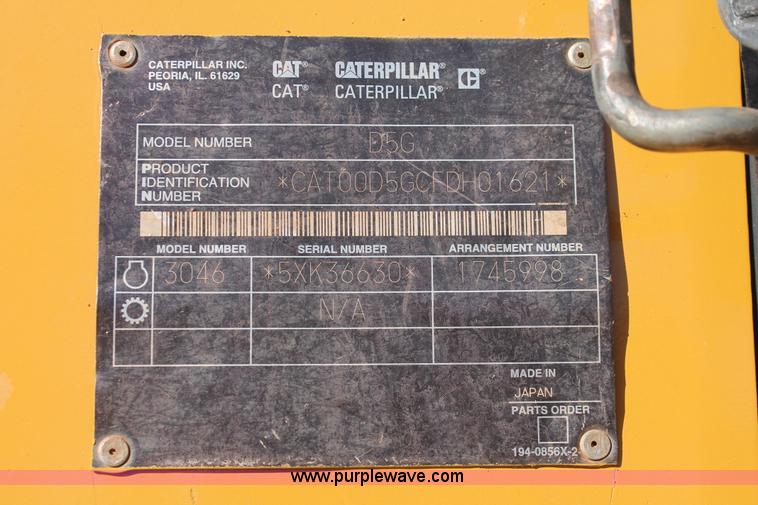 CATERPILLAR INC.
PEORIA, IL. 61629
USA
CAT® CATERPILLAR® C®
CAT® CATERPILLAR®
MODEL NUMBER D5G
PRODUCT
IDENTIFICATION
NUMBER *CAT00D5GCFDH01621*
MODEL NUMBER SERIAL NUMBER ARRANGEMENT NUMBER
3046 *5XK36630* 1745998
N/A
MADE IN
JAPAN
PARTS ORDER
194-0856X-2
www.purplewave.com